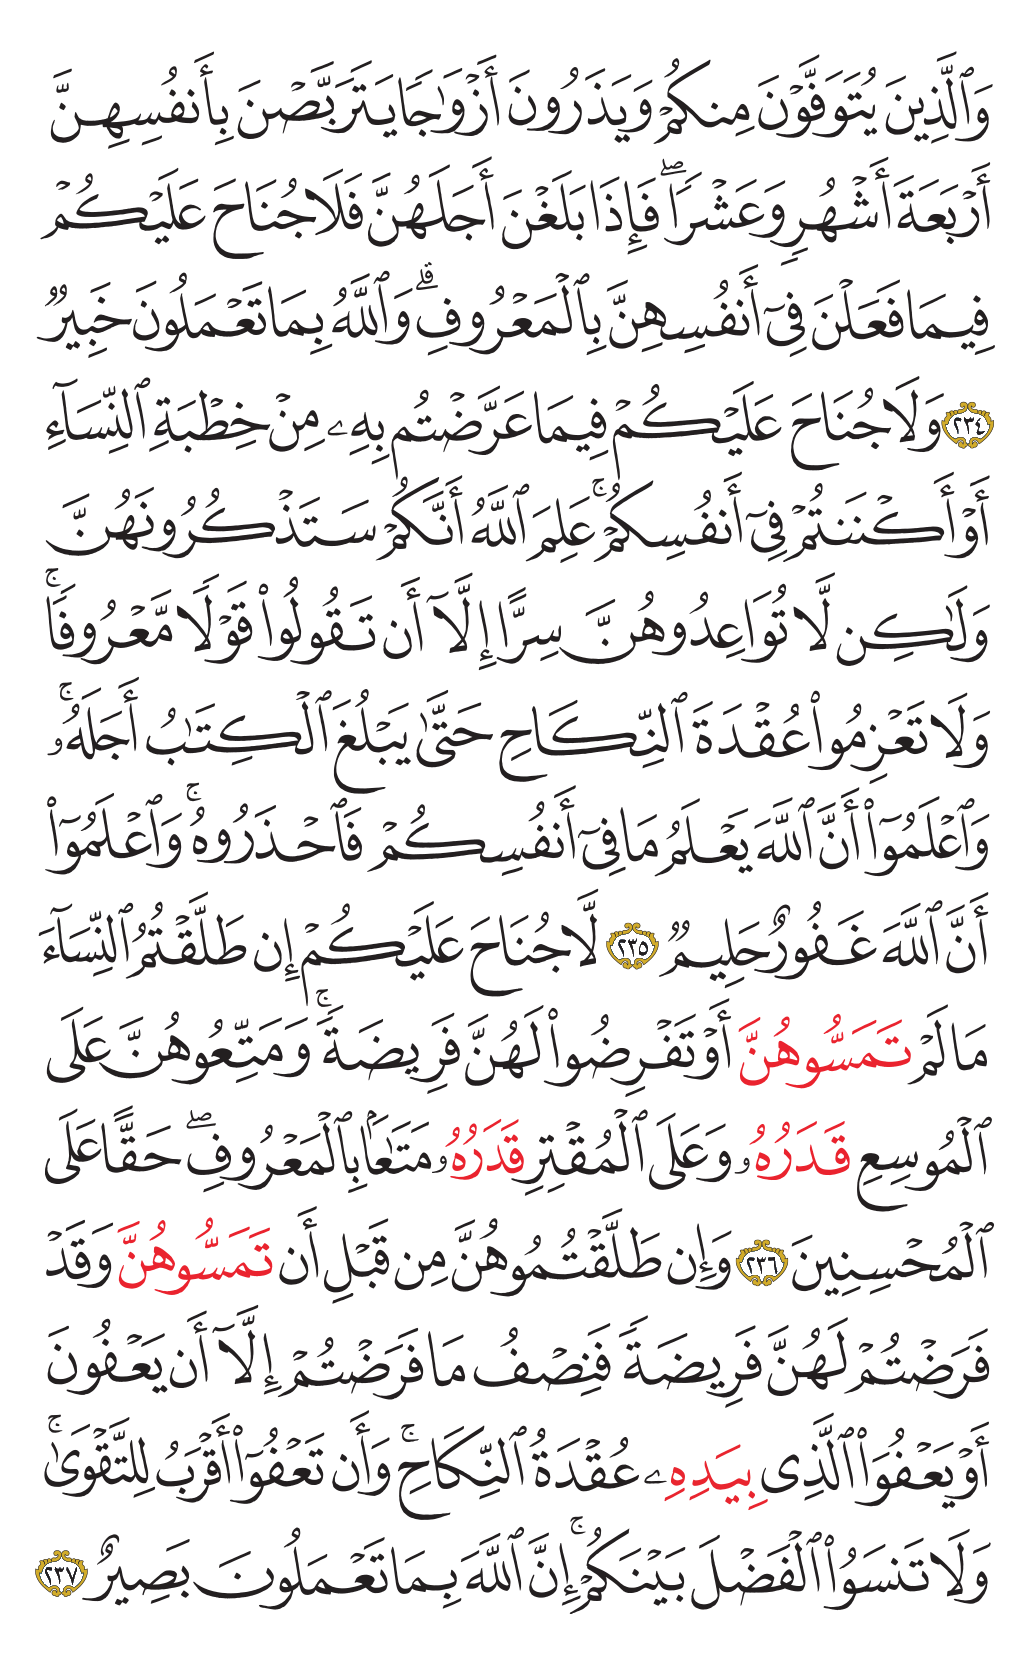 وَٱلَّذِينَ يُتَوَفَّوۡنَ مِنكُمۡ وَيَذَرُونَ أَزۡوَٰجٗا يَتَرَبَّصۡنَ بِأَنفُسِهِنَّ
أَرۡبَعَةَ أَشۡهُرٖ وَعَشۡرٗاۖ فَإِذَا بَلَغۡنَ أَجَلَهُنَّ فَلَا جُنَاحَ عَلَيۡكُمۡ
فِيمَا فَعَلۡنَ فِيٓ أَنفُسِهِنَّ بِٱلۡمَعۡرُوفِۗ وَٱللَّهُ بِمَا تَعۡمَلُونَ خَبِيرٞ
٢٣٤ وَلَا جُنَاحَ عَلَيۡكُمۡ فِيمَا عَرَّضۡتُم بِهِۦ مِنۡ خِطۡبَةِ ٱلنِّسَآءِ
أَوۡ أَكۡنَنتُمۡ فِيٓ أَنفُسِكُمۡۚ عَلِمَ ٱللَّهُ أَنَّكُمۡ سَتَذۡكُرُونَهُنَّ
وَلَٰكِن لَّا تُوَاعِدُوهُنَّ سِرًّا إِلَّآ أَن تَقُولُواْ قَوۡلٗا مَّعۡرُوفٗاۚ
وَلَا تَعۡزِمُواْ عُقۡدَةَ ٱلنِّكَاحِ حَتَّىٰ يَبۡلُغَ ٱلۡكِتَٰبُ أَجَلَهُۥۚ
وَٱعۡلَمُوٓاْ أَنَّ ٱللَّهَ يَعۡلَمُ مَا فِيٓ أَنفُسِكُمۡ فَٱحۡذَرُوهُۚ وَٱعۡلَمُوٓاْ
أَنَّ ٱللَّهَ غَفُورٌ حَلِيمٞ ٢٣٥ لَّا جُنَاحَ عَلَيۡكُمۡ إِن طَلَّقۡتُمُ ٱلنِّسَآءَ
مَا لَمۡ تَمَسُّوهُنَّ أَوۡ تَفۡرِضُواْ لَهُنَّ فَرِيضَةٗۚ وَمَتِّعُوهُنَّ عَلَى
ٱلۡمُوسِعِ قَدَرُهُۥ وَعَلَى ٱلۡمُقۡتِرِ قَدَرُهُۥ مَتَٰعَۢا بِٱلۡمَعۡرُوفِۖ حَقًّا عَلَى
ٱلۡمُحۡسِنِينَ ٢٣٦ وَإِن طَلَّقۡتُمُوهُنَّ مِن قَبۡلِ أَن تَمَسُّوهُنَّ وَقَدۡ
فَرَضۡتُمۡ لَهُنَّ فَرِيضَةٗ فَنِصۡفُ مَا فَرَضۡتُمۡ إِلَّآ أَن يَعۡفُونَ
أَوۡ يَعۡفُوَاْ ٱلَّذِي بِيَدِهِۦ عُقۡدَةُ ٱلنِّكَاحِۚ وَأَن تَعۡفُوٓاْ أَقۡرَبُ لِلتَّقۡوَىٰۚ
وَلَا تَنسَوُاْ ٱلۡفَضۡلَ بَيۡنَكُمۡۚ إِنَّ ٱللَّهَ بِمَا تَعۡمَلُونَ بَصِيرٌ ٢٣٧